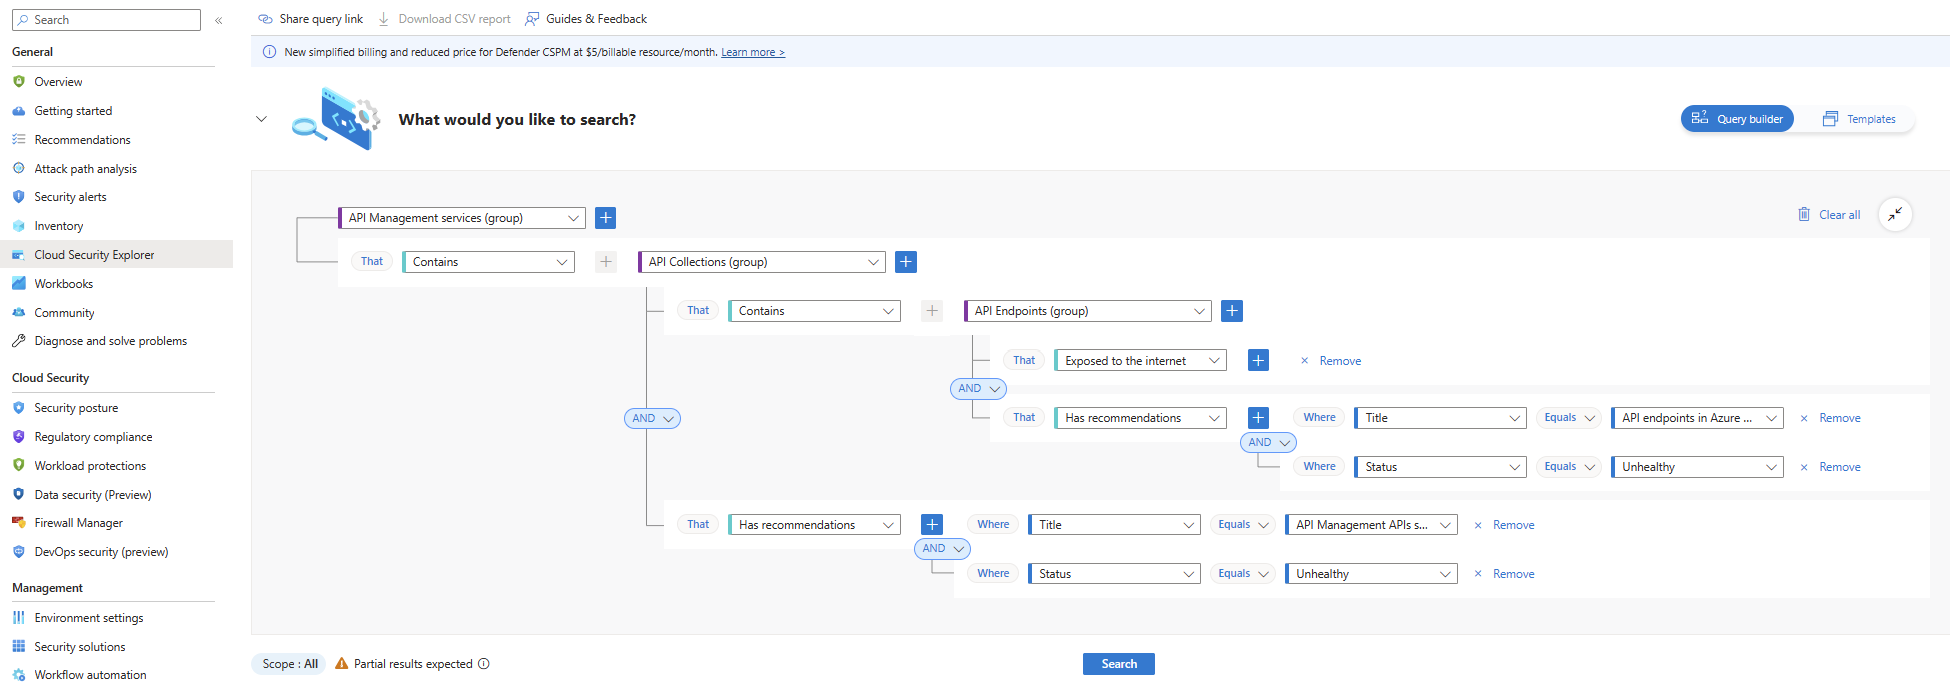 Search
«
Share query link
Download CSV report
Guides & Feedback
General
New simplified billing and reduced price for Defender CSPM at $5/billable resource/month. Learn more >
Overview
Getting started
Recommendations
Attack path analysis
Security alerts
Inventory
Cloud Security Explorer
Workbooks
Community
Diagnose and solve problems
Cloud Security
Security posture
Regulatory compliance
Workload protections
Data security (Preview)
Firewall Manager
DevOps security (preview)
Management
Environment settings
Security solutions
Workflow automation
What would you like to search?
Query builder
Templates
API Management services (group)
Clear all
That Contains API Collections (group)
That Contains API Endpoints (group)
That Exposed to the internet Remove
AND
That Has recommendations Where Title Equals API endpoints in Azure ... Remove
AND
AND
Where Status Equals Unhealthy Remove
That Has recommendations Where Title Equals API Management APIs s... Remove
AND
Where Status Equals Unhealthy Remove
Scope : All
Partial results expected
Search